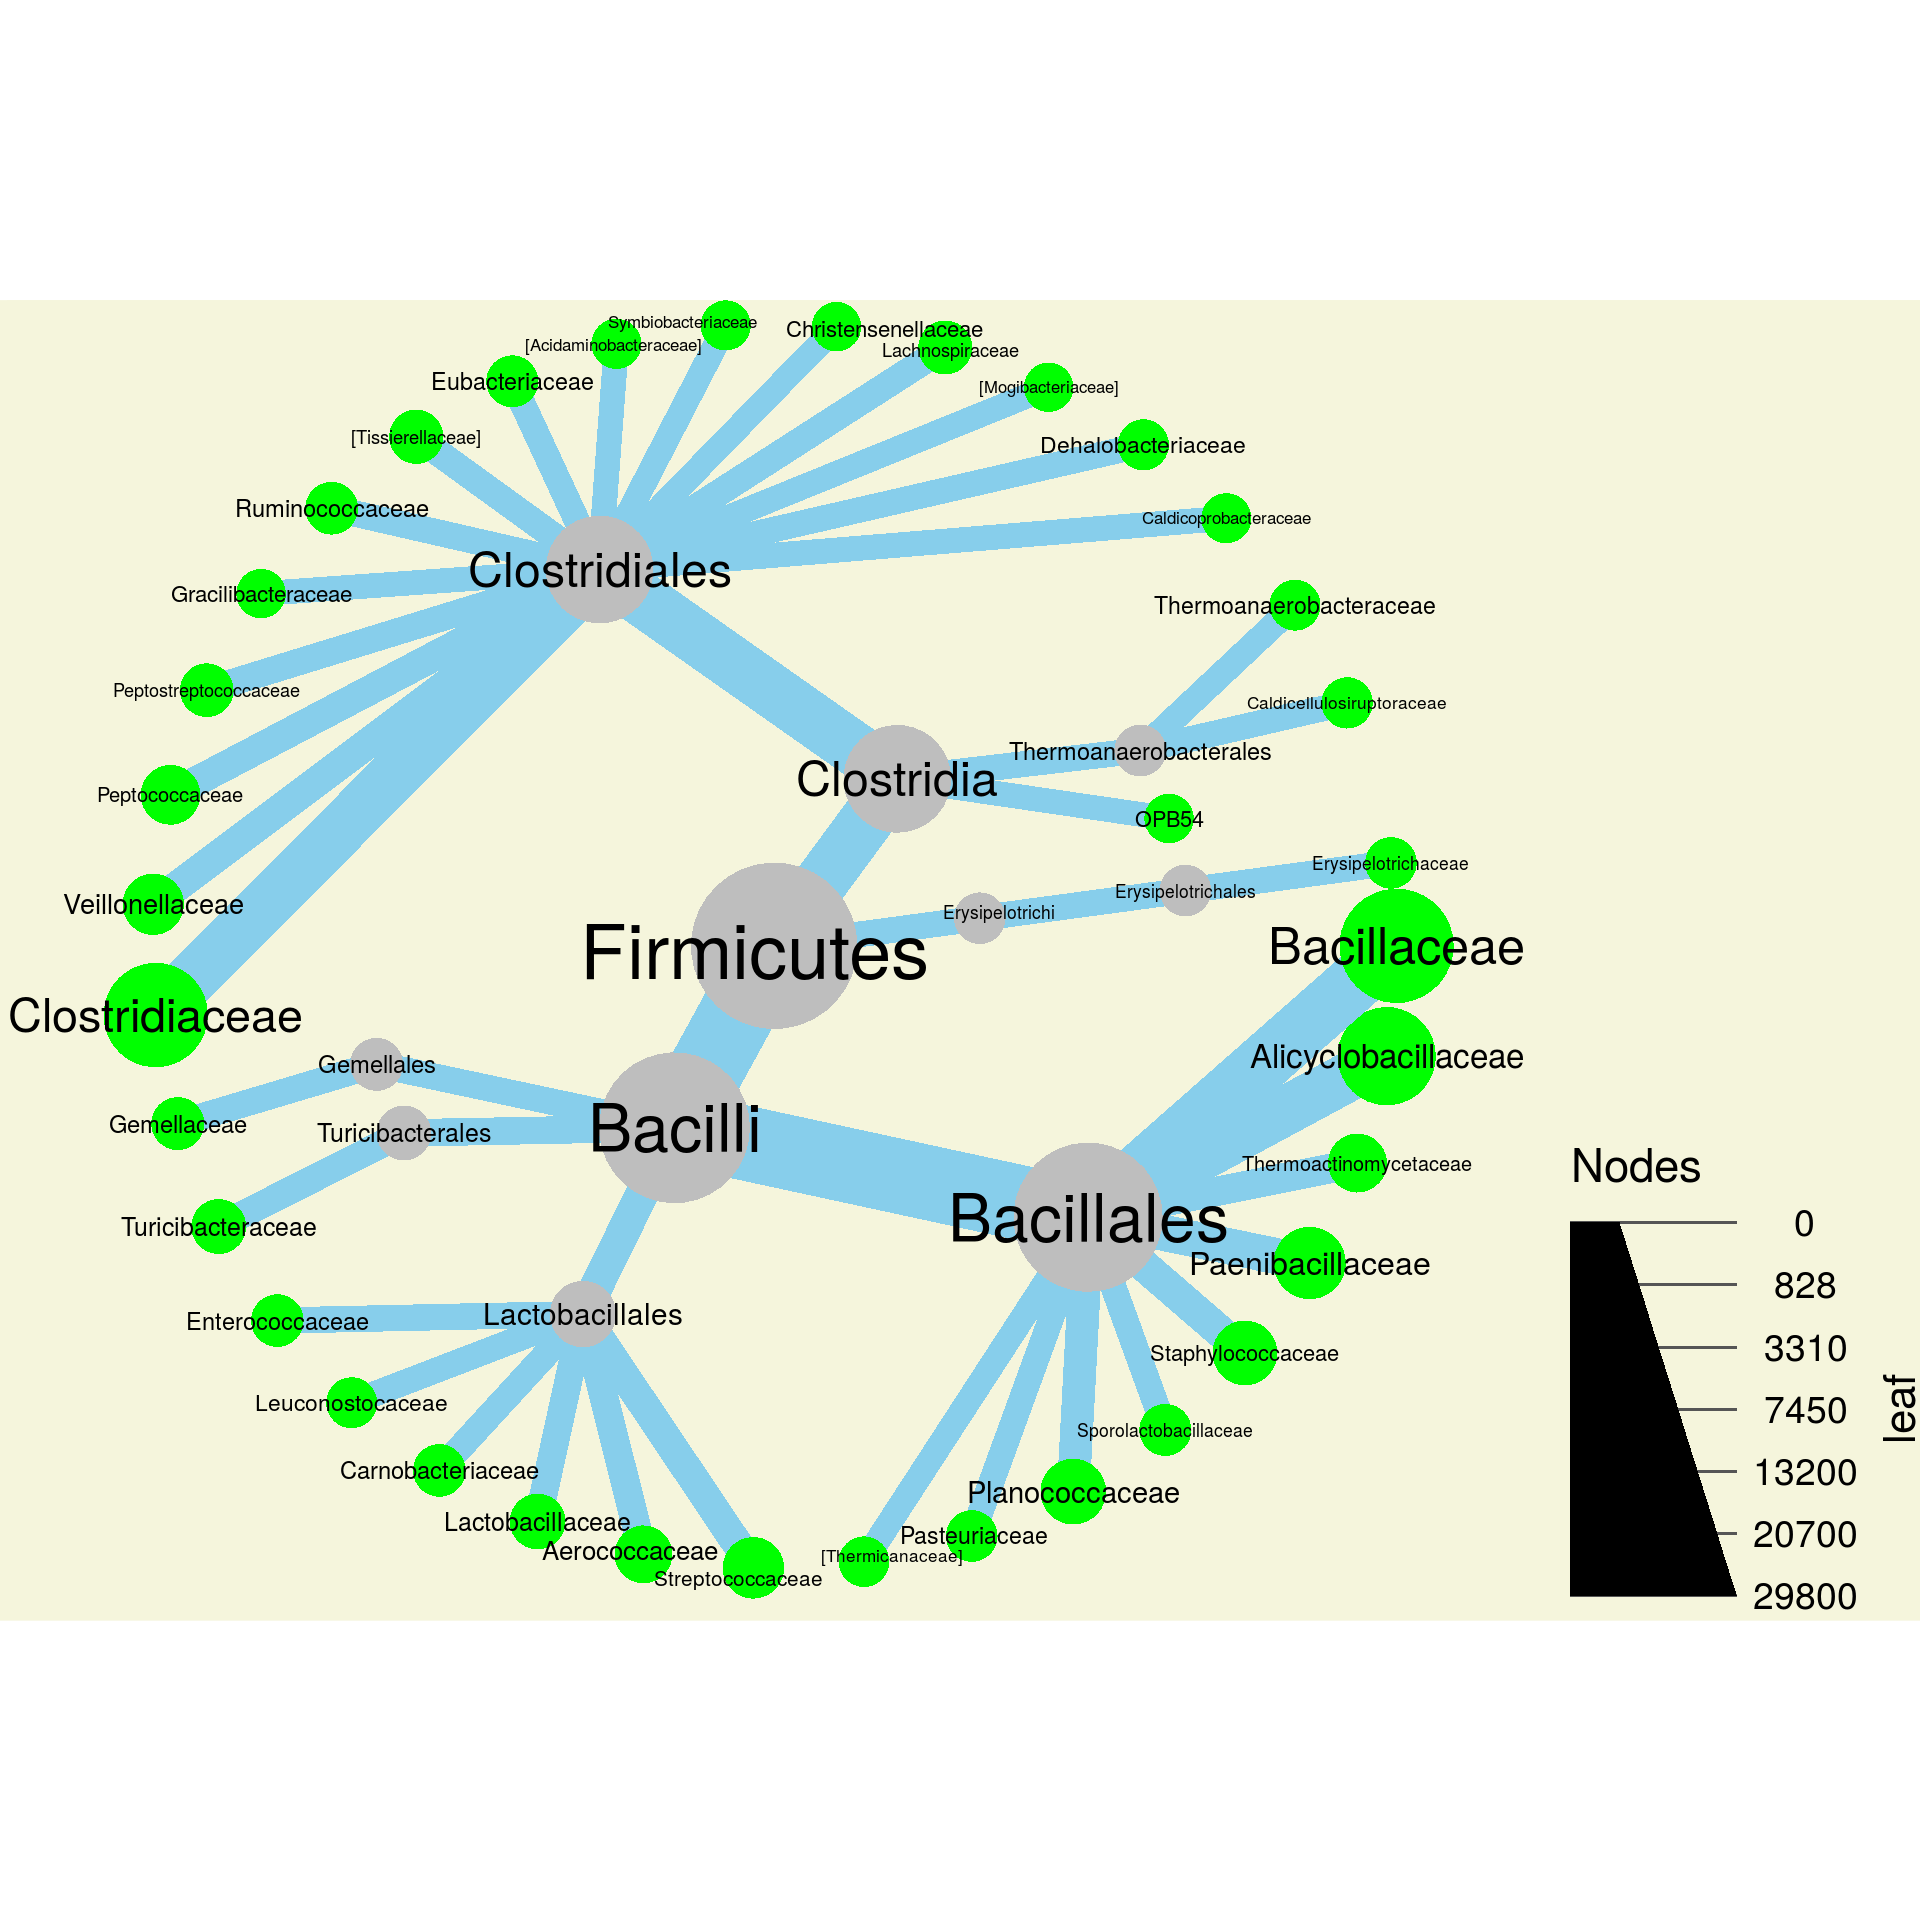 Symbiobacteriaceae
Christensenellaceae
[Acidaminobacteraceae]
Lachnospiraceae
Eubacteriaceae
[Mogibacteriaceae]
[Tissierellaceae]
Dehalobacteriaceae
Ruminococcaceae
Caldicoprobacteraceae
Clostridiales
Gracilibacteraceae
Thermoanaerobacteraceae
Peptostreptococcaceae
Caldicellulosiruptoraceae
Thermoanaerobacterales
Clostridia
Peptococcaceae
OPB54
Erysipelotrichaceae
Erysipelotrichales
Veillonellaceae
Erysipelotrichi
Firmicutes
Bacillaceae
Clostridiaceae
Alicyclobacillaceae
Gemellales
Gemellaceae
Turicibacterales
Bacilli
Thermoactinomycetaceae
Nodes
Turicibacteraceae
Bacillales
0
Paenibacillaceae
828
Lactobacillales
Enterococcaceae
3310
Staphylococcaceae
Leuconostocaceae
7450
leaf
Sporolactobacillaceae
Carnobacteriaceae
13200
Planococcaceae
Lactobacillaceae
20700
Pasteuriaceae
Aerococcaceae
[Thermicanaceae]
Streptococcaceae
29800